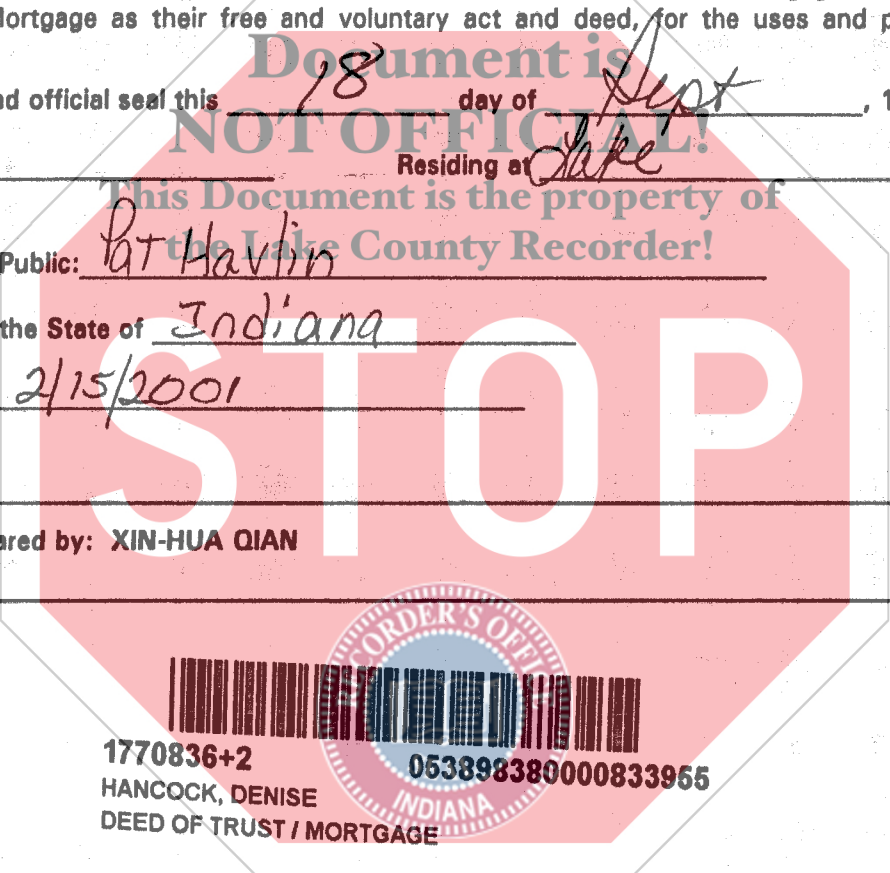 Mortgage as their free and voluntary act and deed, for the uses and p
Document is
nd official seal this 18 day of Sept , 1
NOT OFFICIAL!
Residing at Lake
This Document is the property of
the Lake County Recorder!
Public: Pat Havlin
the State of Indiana
2/15/2001
STOP
ared by: XIN-HUA QIAN
RECORDER'S OFFICE
1770836+2 053898380000833955
HANCOCK, DENISE
INDIANA
DEED OF TRUST / MORTGAGE